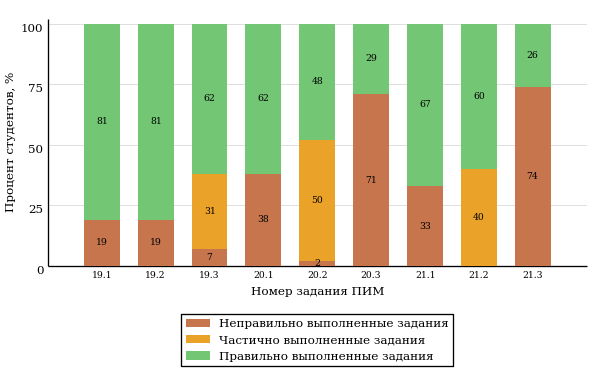 Процент студентов, %
100
75
50
25
0
81 81 62 62 48 29 67 60 26
31 50 40
19 19 7 38 2 71 33 74
19.1 19.2 19.3 20.1 20.2 20.3 21.1 21.2 21.3
Номер задания ПИМ
Неправильно выполненные задания
Частично выполненные задания
Правильно выполненные задания